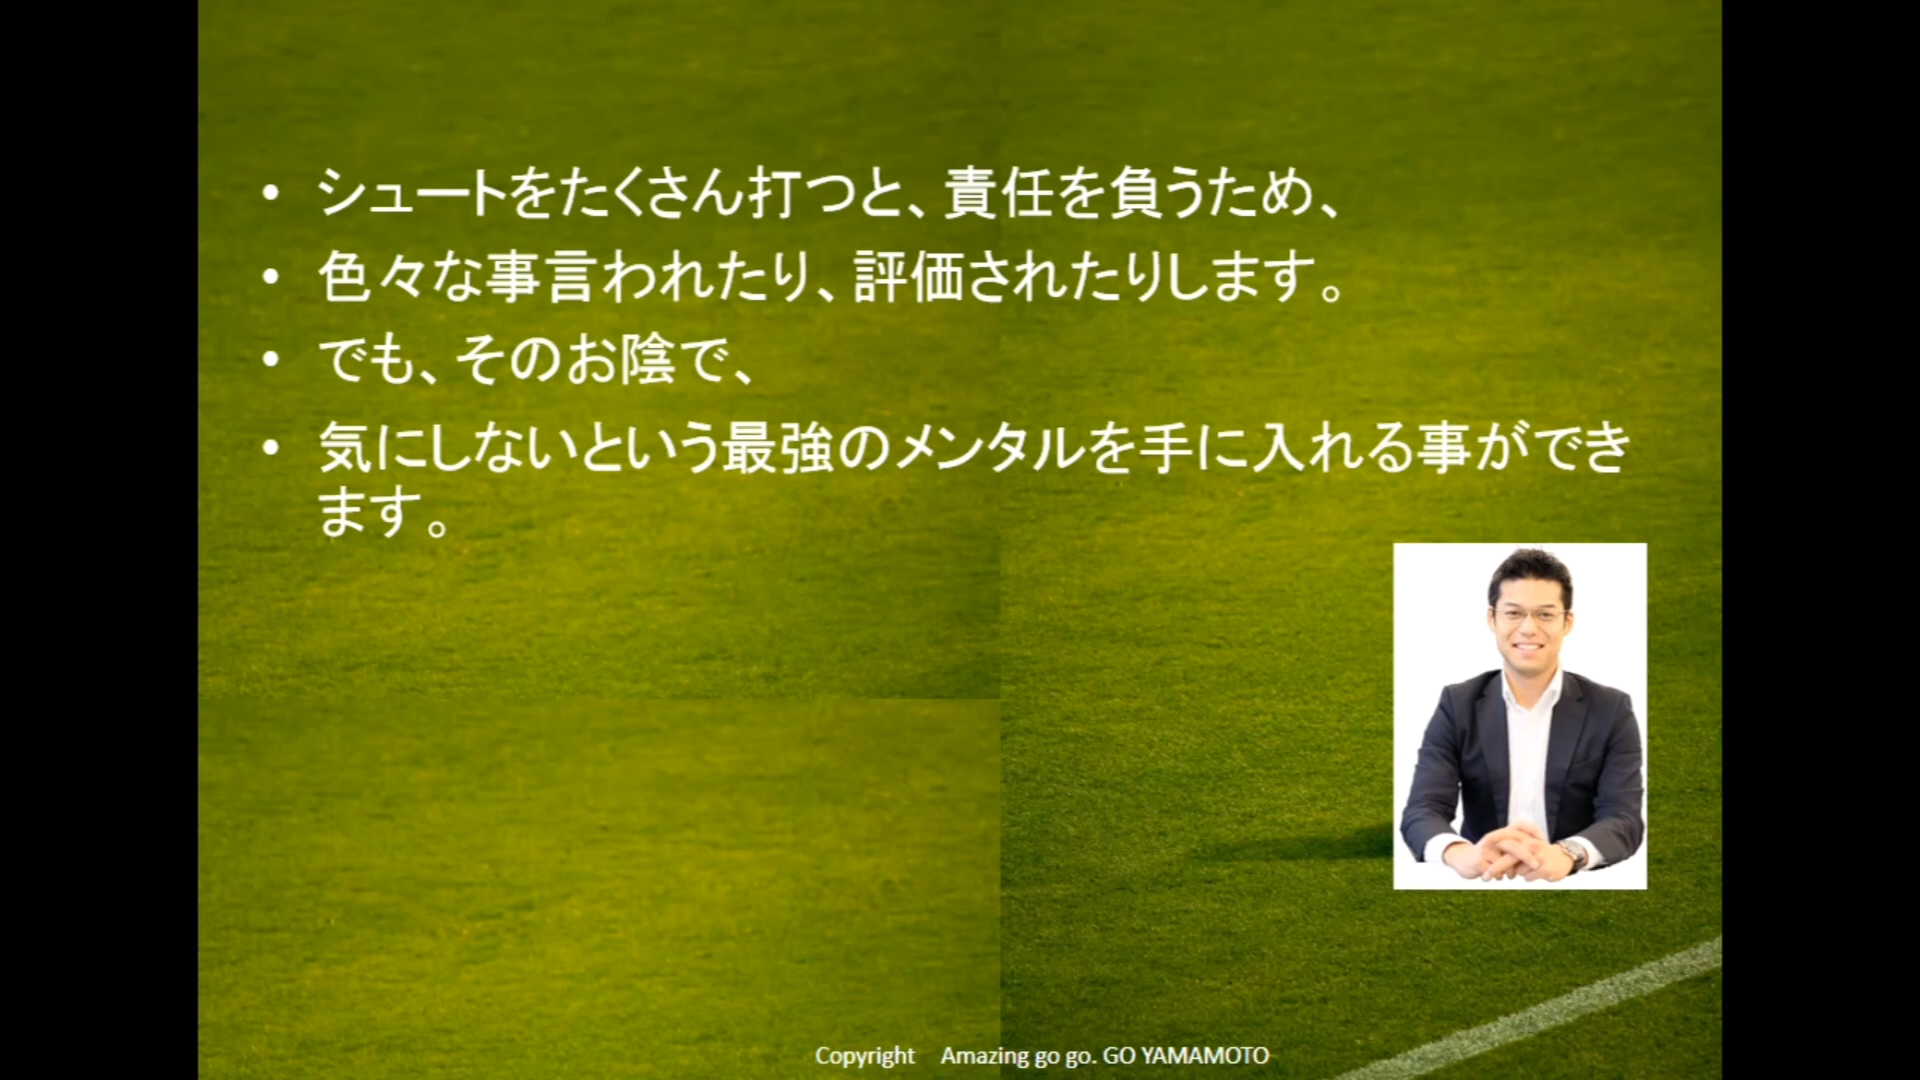 • シュートをたくさん打つと、責任を負うため、
• 色々な事言われたり、評価されたりします。
• でも、そのお陰で、
• 気にしないという最強のメンタルを手に入れる事ができ
ます。
Copyright Amazing go go. GO YAMAMOTO